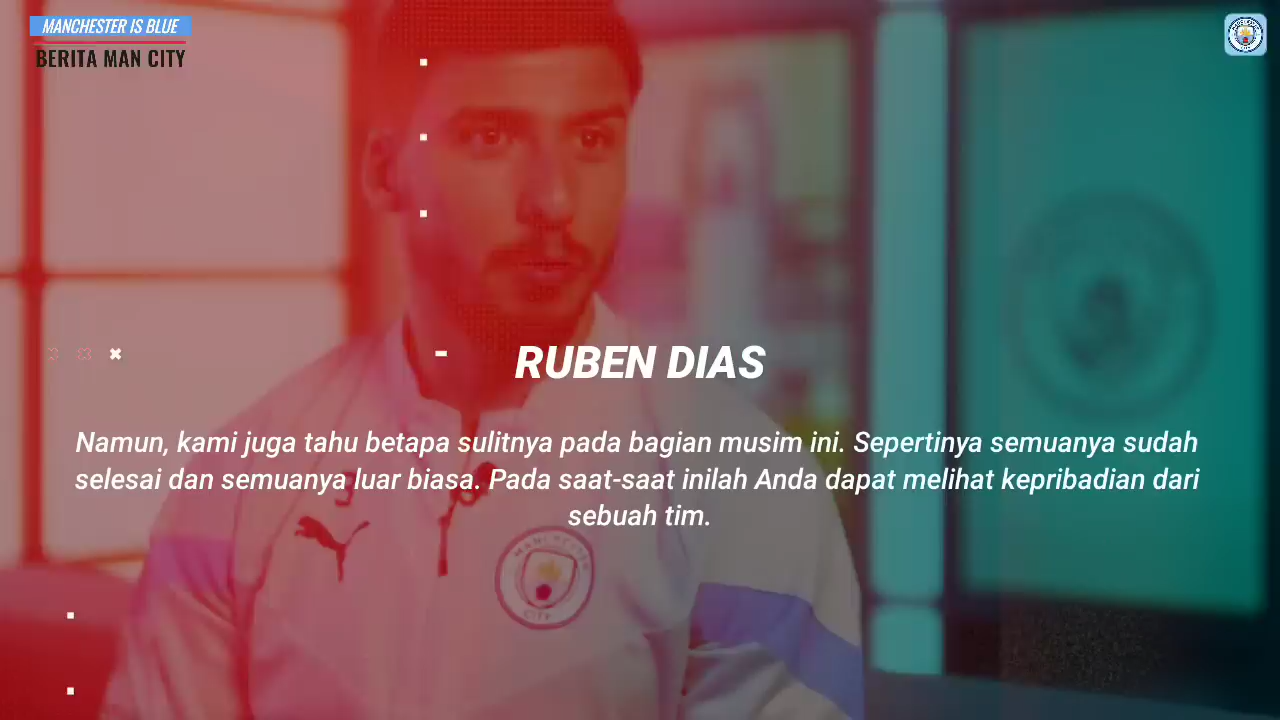 MANCHESTER IS BLUE
BERITA MAN CITY
RUBEN DIAS
Namun, kami juga tahu betapa sulitnya pada bagian musim ini. Sepertinya semuanya sudah
selesai dan semuanya luar biasa. Pada saat-saat inilah Anda dapat melihat kepribadian dari
sebuah tim.
3
MANCHESTER
CITY